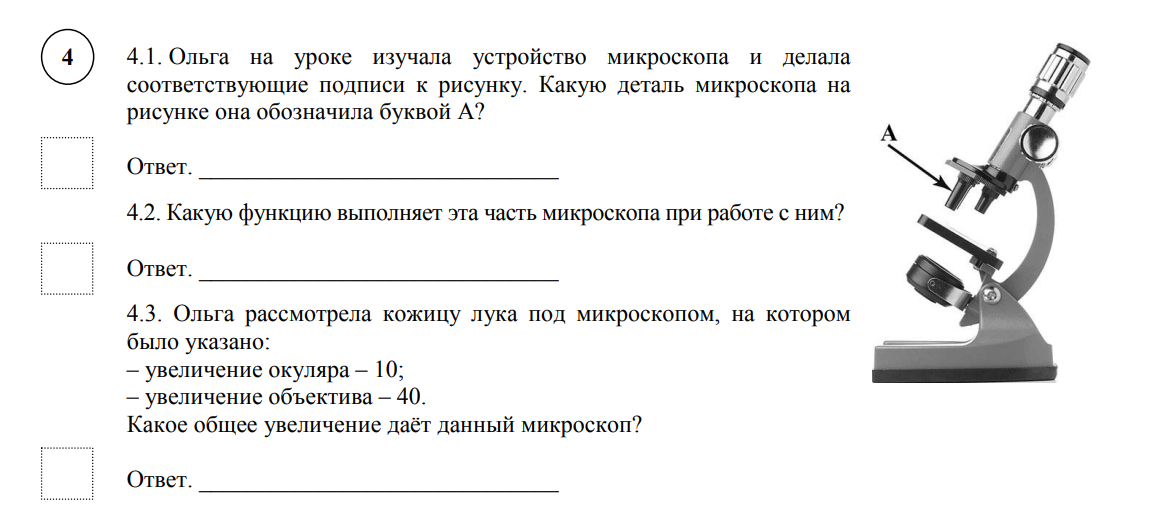 4
4.1. Ольга на уроке изучала устройство микроскопа и делала
соответствующие подписи к рисунку. Какую деталь микроскопа на
рисунке она обозначила буквой А?
А
Ответ. ______________________________
4.2. Какую функцию выполняет эта часть микроскопа при работе с ним?
Ответ. ______________________________
4.3. Ольга рассмотрела кожицу лука под микроскопом, на котором
было указано:
– увеличение окуляра – 10;
– увеличение объектива – 40.
Какое общее увеличение даёт данный микроскоп?
Ответ. ______________________________